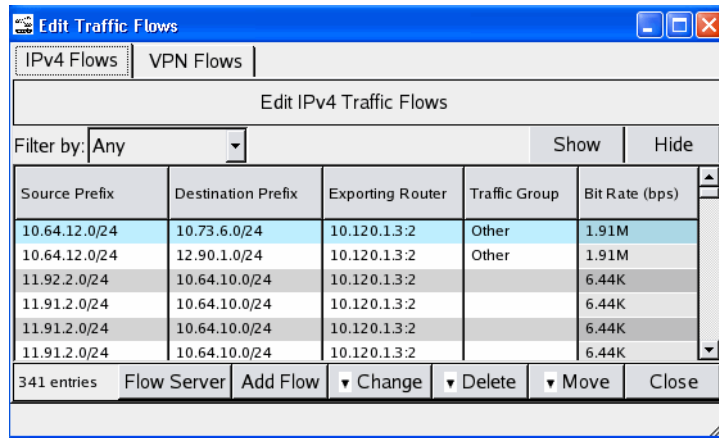 Edit Traffic Flows
IPv4 Flows VPN Flows
Edit IPv4 Traffic Flows
Filter by: Any Show Hide
Source Prefix Destination Prefix Exporting Router Traffic Group Bit Rate (bps)
10.64.12.0/24 10.73.6.0/24 10.120.1.3:2 Other 1.91M
10.64.12.0/24 12.90.1.0/24 10.120.1.3:2 Other 1.91M
11.92.2.0/24 10.64.10.0/24 10.120.1.3:2 6.44K
11.91.2.0/24 10.64.10.0/24 10.120.1.3:2 6.44K
11.91.2.0/24 10.64.10.0/24 10.120.1.3:2 6.44K
11.91.2.0/24 10.64.10.0/24 10.120.1.3:2 6.44K
341 entries Flow Server Add Flow Change Delete Move Close